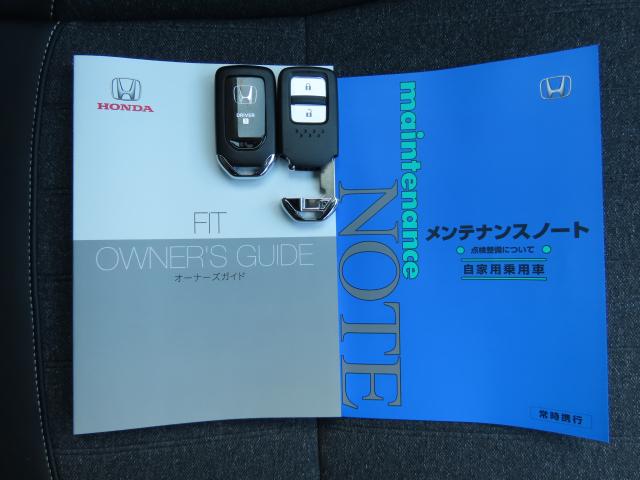 HONDA
FIT
OWNER'S GUIDE
オーナーズガイド
DRIVER
maintenance
NOTE
メンテナンスノート
点検整備について
自家用乗用車
常時携行